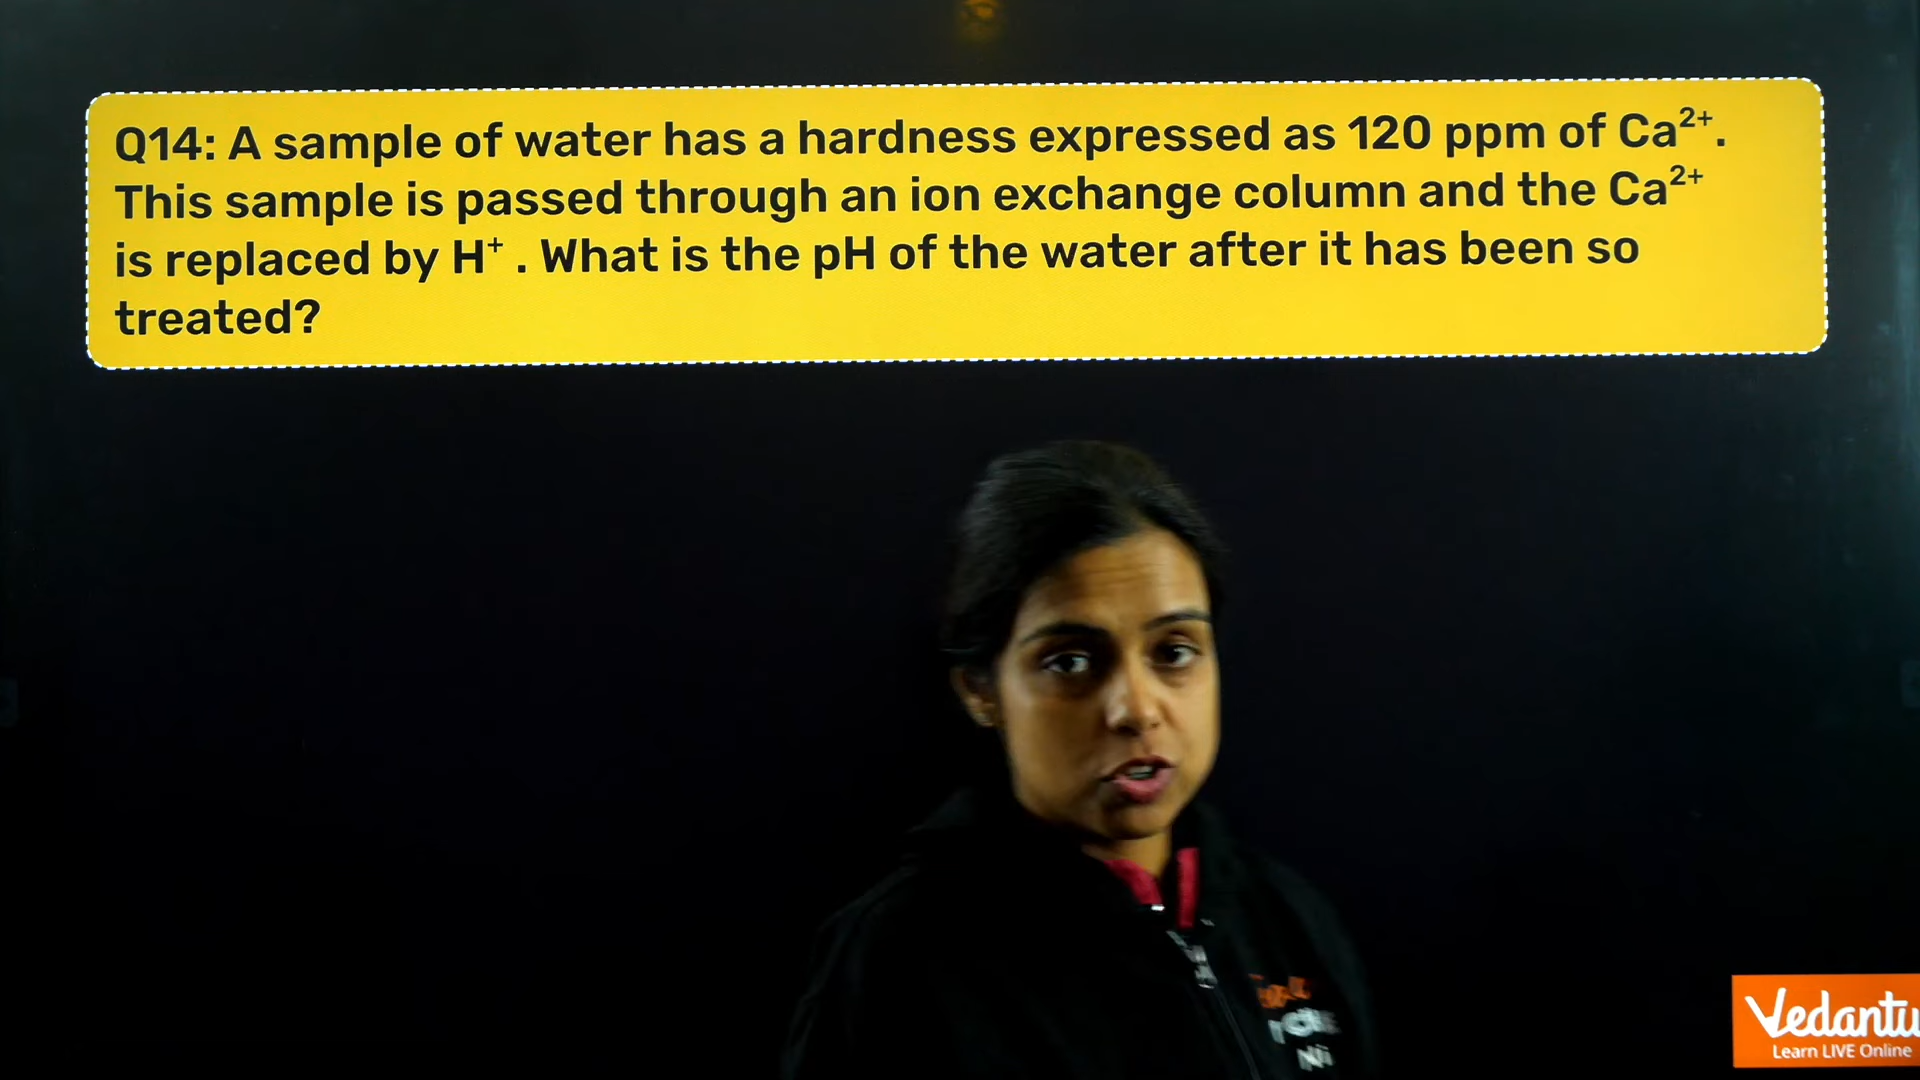 Q14: A sample of water has a hardness expressed as 120 ppm of Ca²⁺.
This sample is passed through an ion exchange column and the Ca²⁺
is replaced by H⁺ . What is the pH of the water after it has been so
treated?
Vedantu
Learn LIVE Online